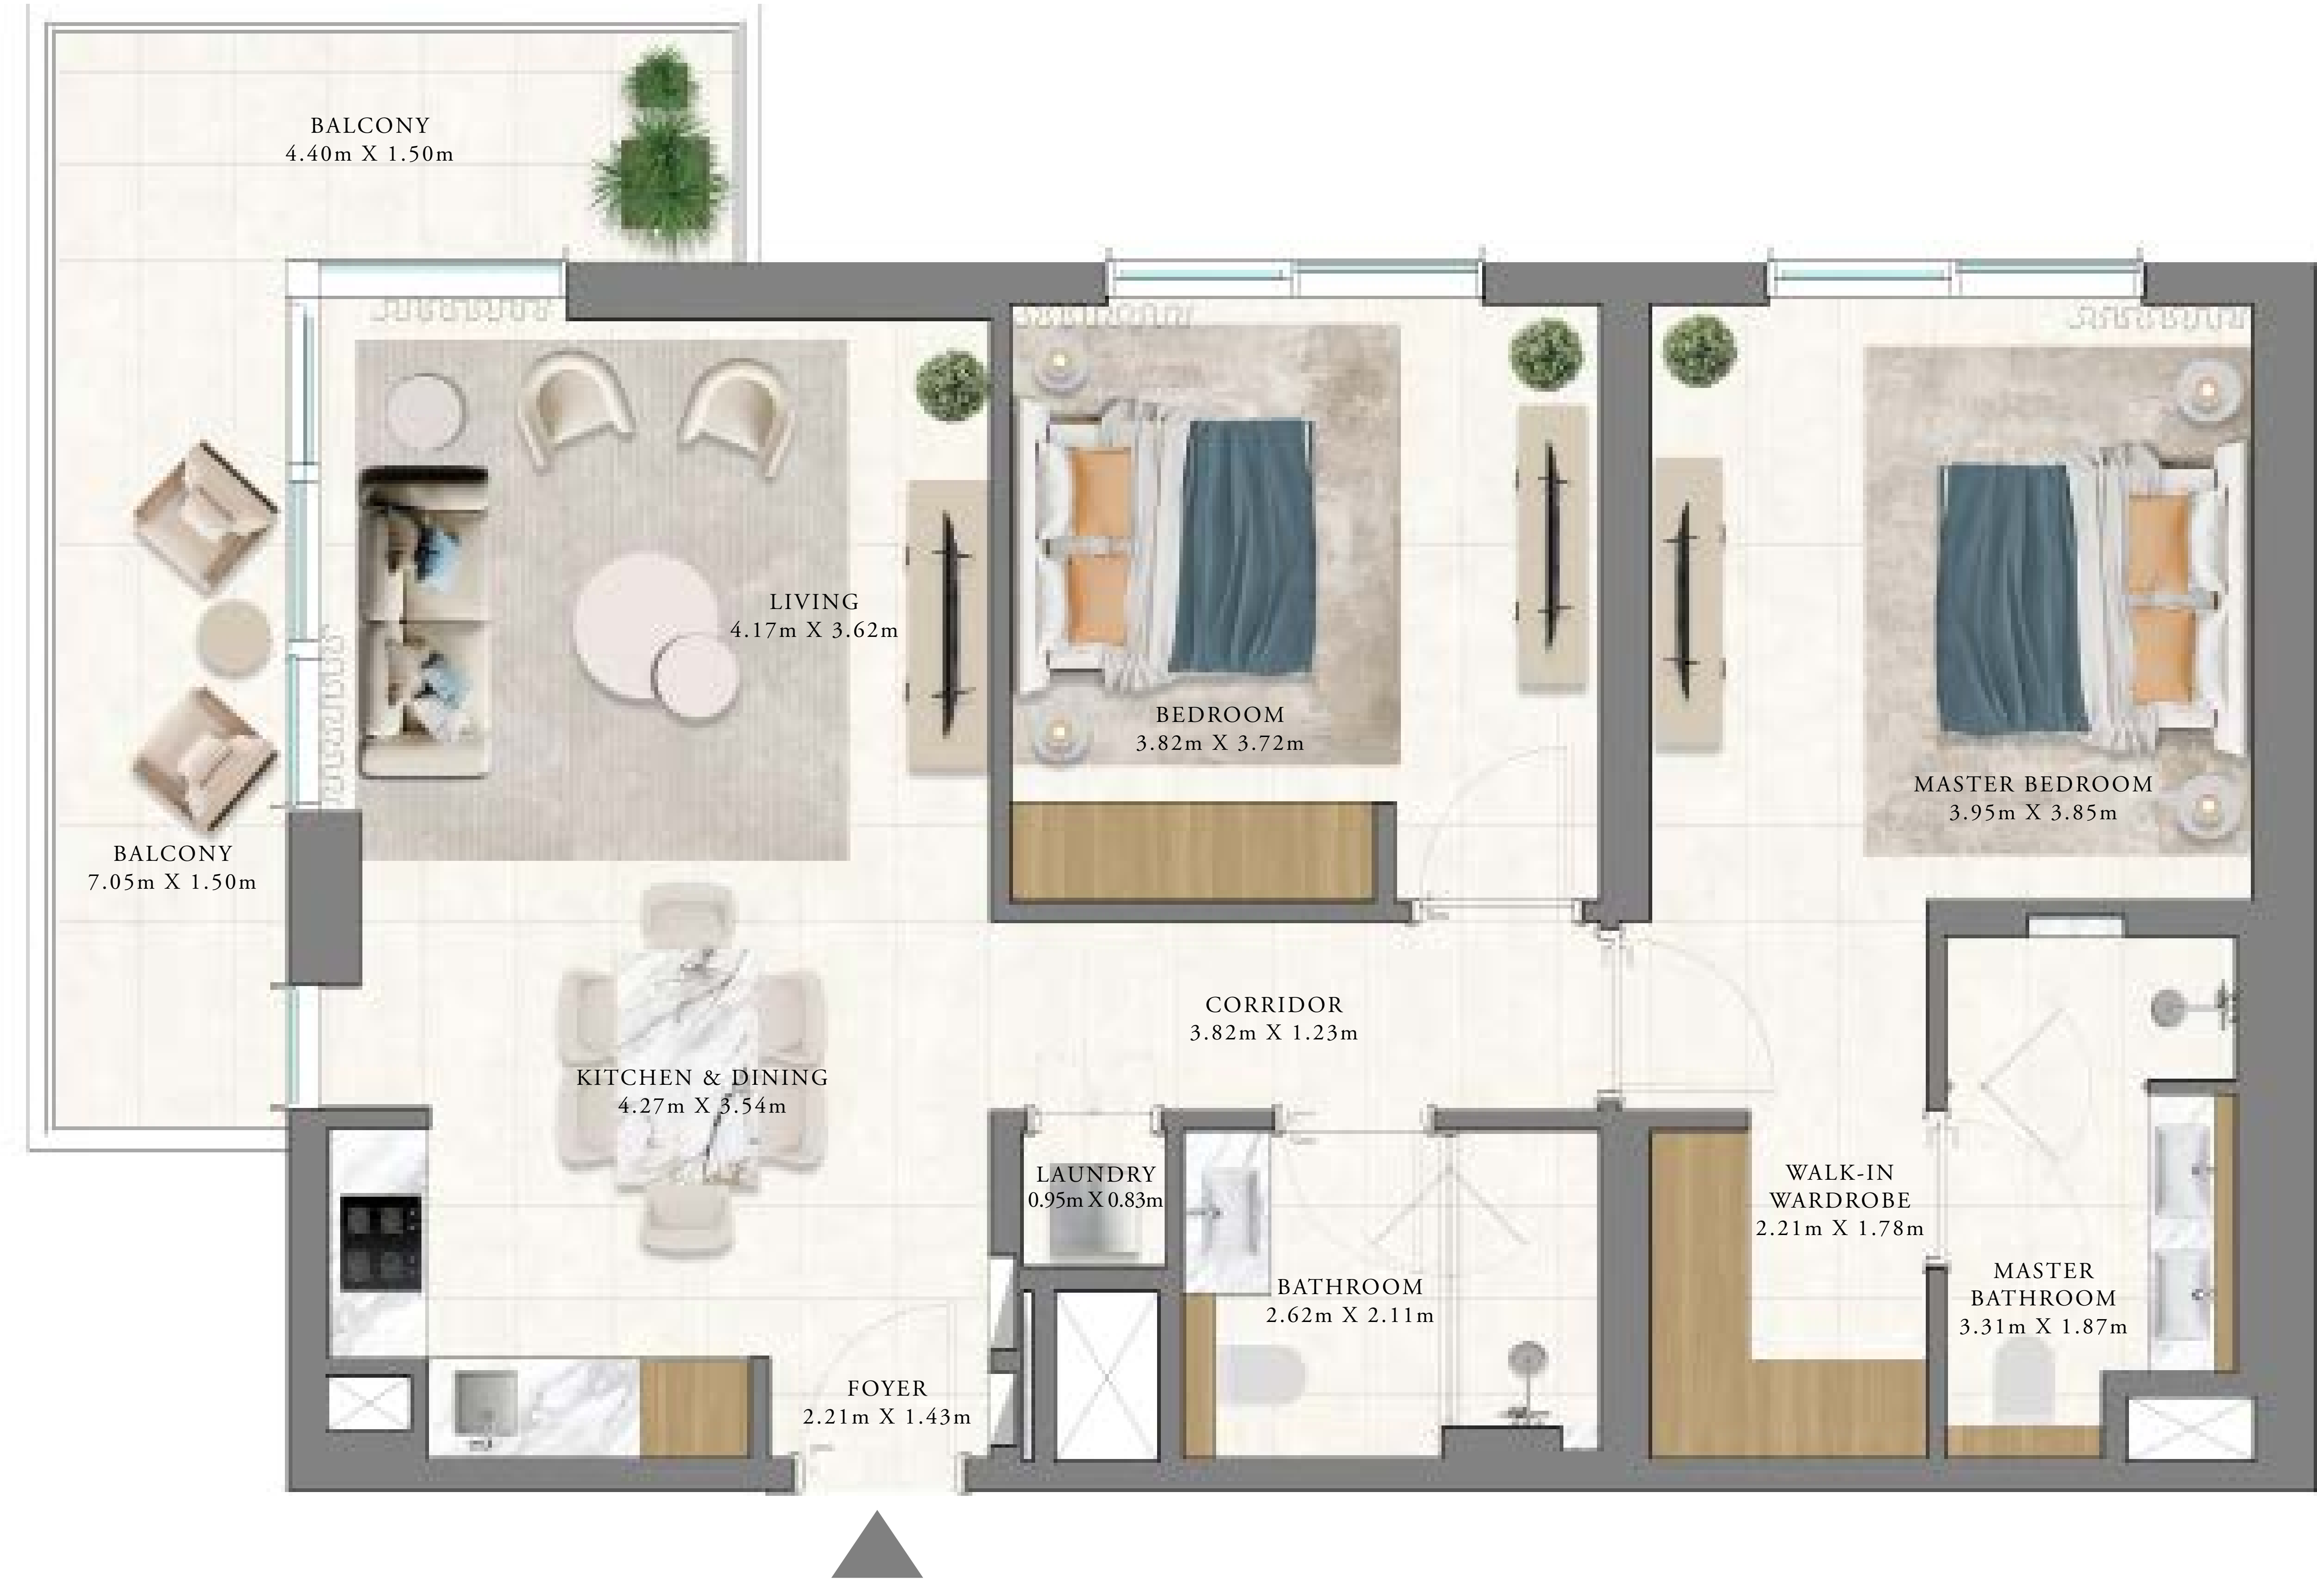 BALCONY
4.40m X 1.50m
LIVING
4.17m X 3.62m
BEDROOM
3.82m X 3.72m
MASTER BEDROOM
3.95m X 3.85m
BALCONY
7.05m X 1.50m
CORRIDOR
3.82m X 1.23m
KITCHEN & DINING
4.27m X 3.54m
LAUNDRY
0.95m X 0.83m
WALK-IN
WARDROBE
2.21m X 1.78m
BATHROOM
2.62m X 2.11m
MASTER
BATHROOM
3.31m X 1.87m
FOYER
2.21m X 1.43m